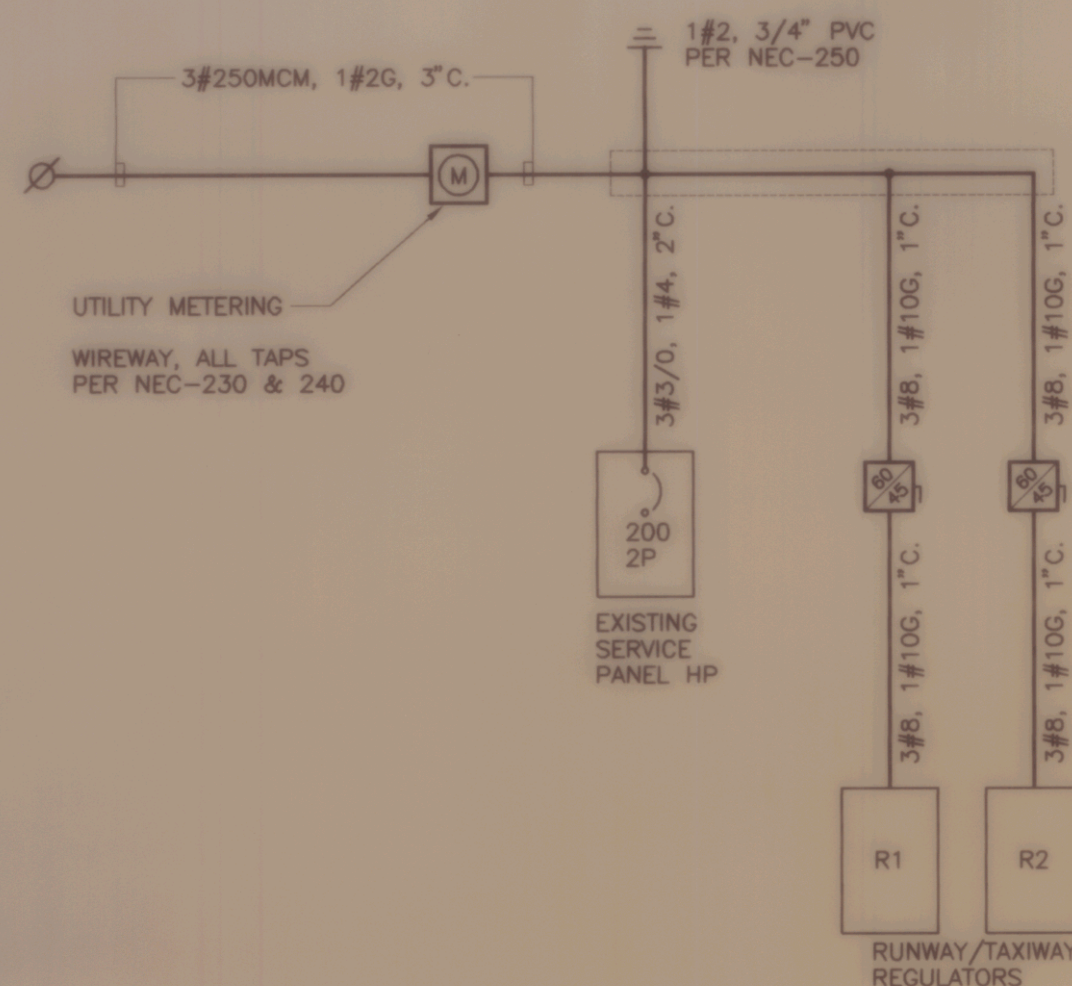 1#2, 3/4" PVC
PER NEC-250
3#250MCM, 1#2G, 3"C.
M
UTILITY METERING
WIREWAY, ALL TAPS
PER NEC-230 & 240
3#3/0, 1#4, 2"C.
3#8, 1#10G, 1"C.
3#8, 1#10G, 1"C.
60
45
60
45
200
2P
EXISTING
SERVICE
PANEL HP
3#8, 1#10G, 1"C.
3#8, 1#10G, 1"C.
R1
R2
RUNWAY/TAXIWAY
REGULATORS